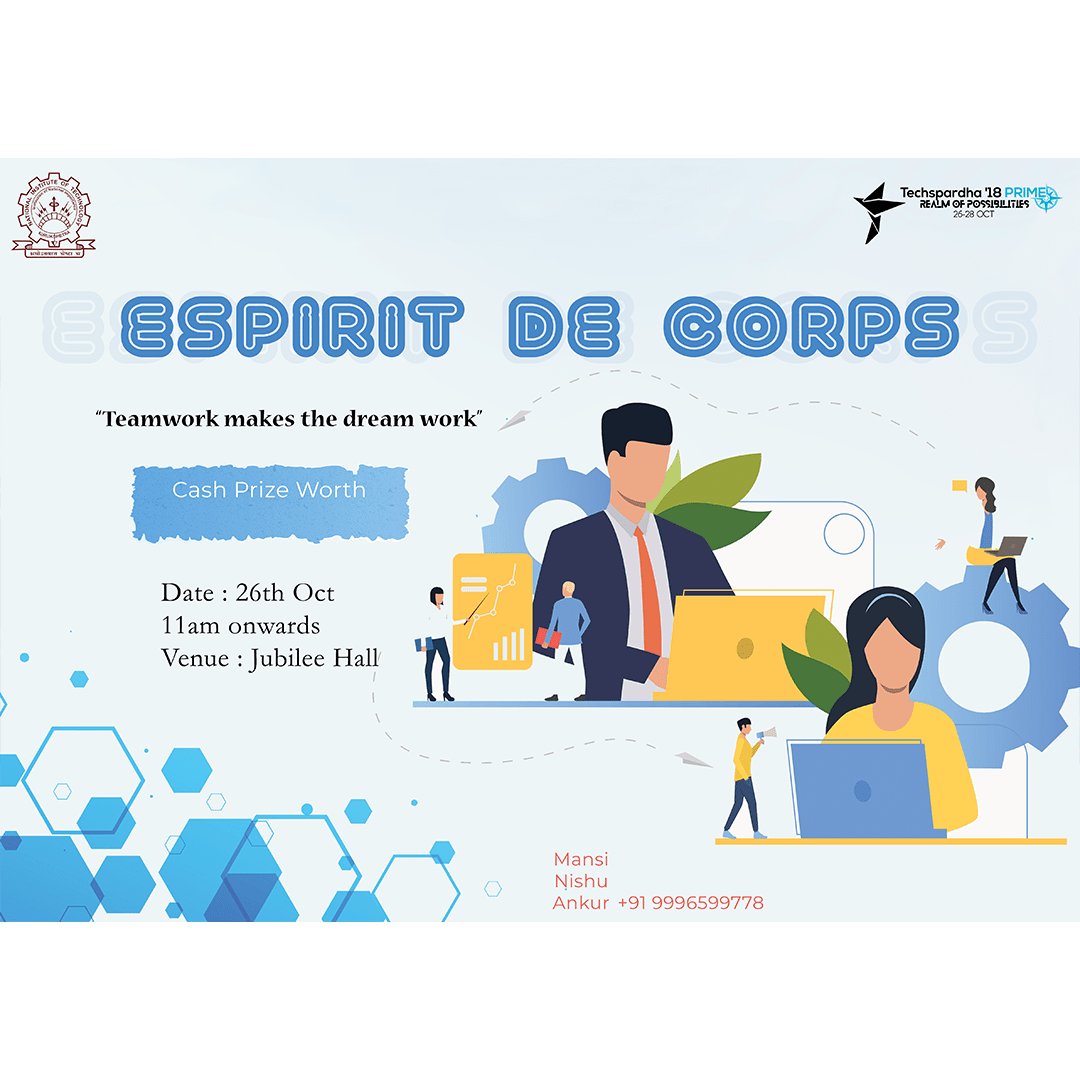 NATIONAL INSTITUTE OF TECHNOLOGY
KURUKSHETRA
Techspardha '18 PRIME
REALM OF POSSIBILITIES
26-28 OCT
ESPIRIT DE CORPS
“Teamwork makes the dream work”
Cash Prize Worth
Date : 26th Oct
11am onwards
Venue : Jubilee Hall
Mansi
Nishu
Ankur +91 9996599778